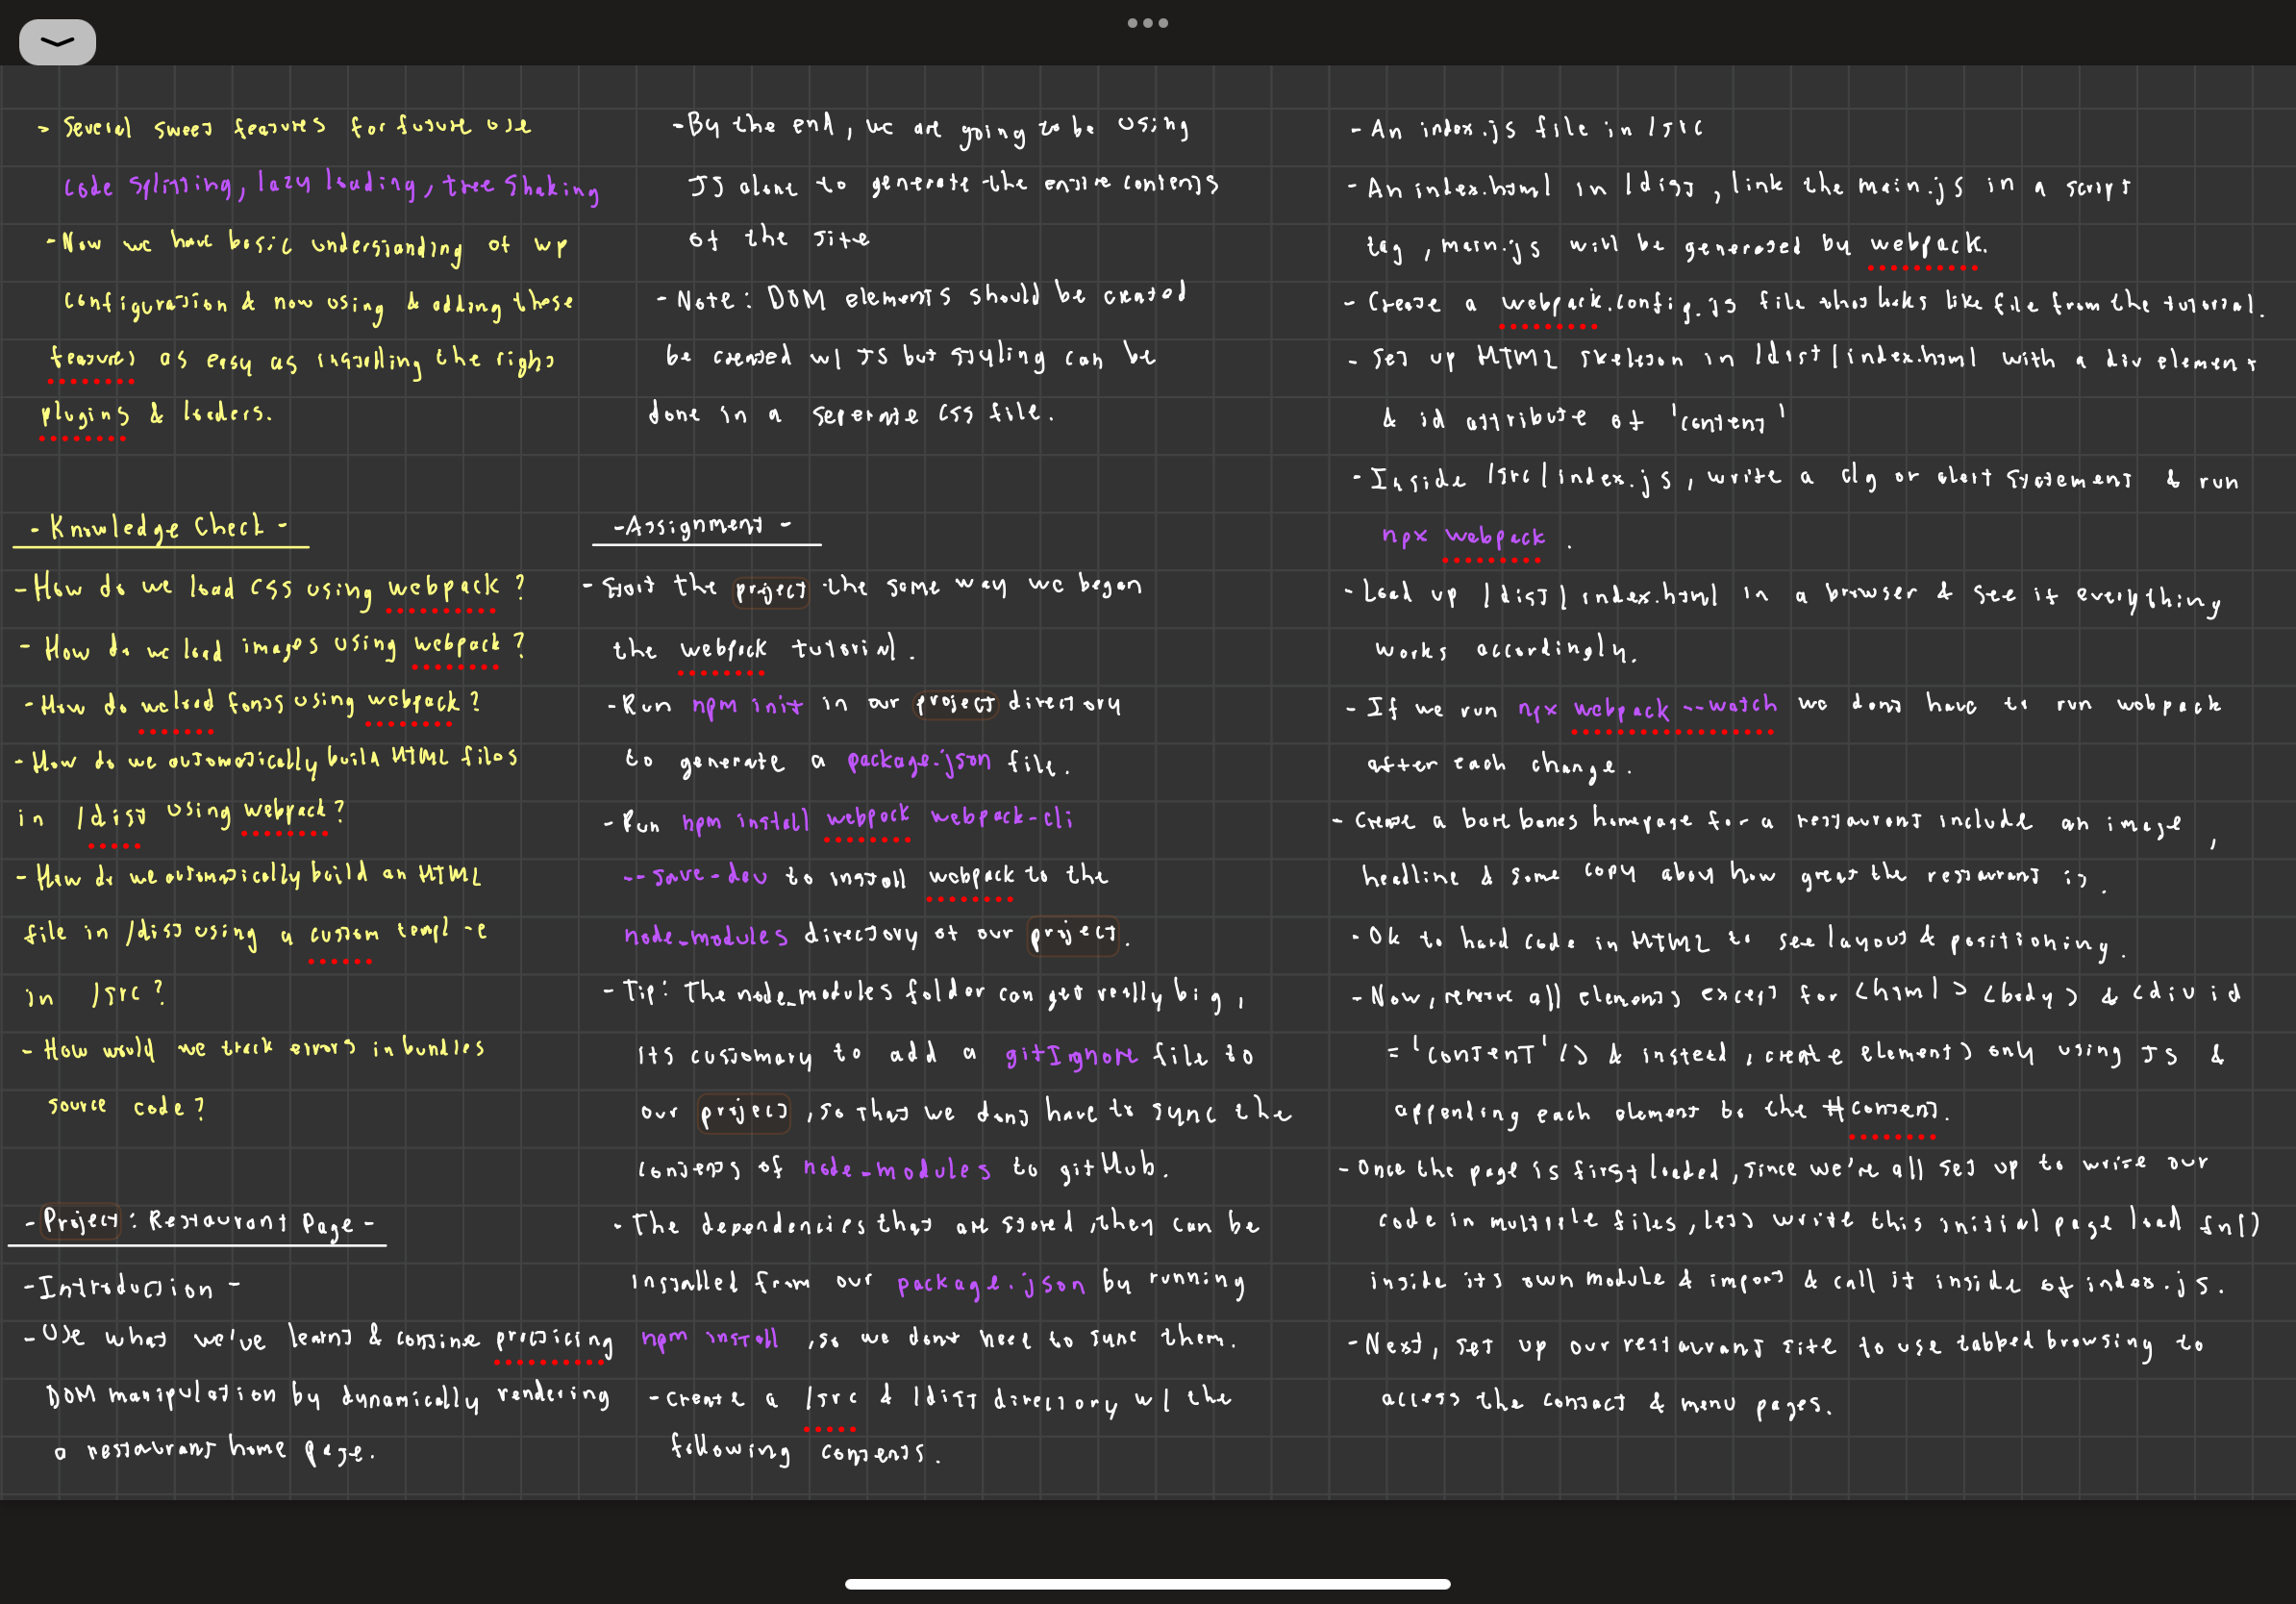 - Several sweet features for future use
code splitting, lazy loading, tree shaking
- Now we have basic understanding of wp
configuration & now using & adding these
features as easy as installing the right
plugins & loaders.
- Knowledge Check -
- How do we load css using webpack?
- How do we load images using webpack?
- How do we load fonts using webpack?
- How do we automatically build HTML files
in /dist using webpack?
- How do we automatically build an HTML
file in /dist using a custom templ-e
in /src?
- How would we track errors in bundles
source code?
- Project: Restaurant Page -
- Introduction -
- Use what we've learnt & combine practicing
DOM manipulation by dynamically rendering
a restaurant home page.
- By the end, we are going to be using
JS alone to generate the entire contents
of the site
- Note: DOM elements should be created
be created w/ JS but styling can be
done in a seperate css file.
- Assignment -
- Start the project the same way we began
the webpack tutorial.
- Run npm init in our project directory
to generate a package.json file.
- Run npm install webpack webpack-cli
--save-dev to install webpack to the
node_modules directory of our project.
- Tip: The node_modules folder can get really big,
its customary to add a gitIgnore file to
our project, so that we dont have to sync the
contents of node_modules to gitHub.
- The dependencies that are stored, they can be
installed from our package.json by running
npm install, so we dont need to sync them.
- Create a /src & /dist directory w/ the
following contents.
- An index.js file in /src
- An index.html in /dist, link the main.js in a script
tag, main.js will be generated by webpack.
- Create a webpack.config.js file that looks like file from the tutorial.
- Set up HTML skeleton in /dist/index.html with a div element
& id attribute of 'content'
- Inside /src/index.js, write a clg or alert statement & run
npx webpack.
- Load up /dist/index.html in a browser & see if everything
works accordingly.
- If we run npx webpack --watch we dont have to run webpack
after each change.
- Create a bare bones homepage for a restaurant include an image,
headline & some copy about how great the restaurant is.
- Ok to hard code in HTML to see layout & positioning.
- Now, remove all elements except for <html> <body> & <div id
= 'content'/> & instead, create elements only using JS &
appending each element to the #content.
- Once the page is first loaded, since we're all set up to write our
code in multiple files, lets write this initial page load fn()
inside its own module & import & call it inside of index.js.
- Next, set up our restaurant site to use tabbed browsing to
access the contact & menu pages.